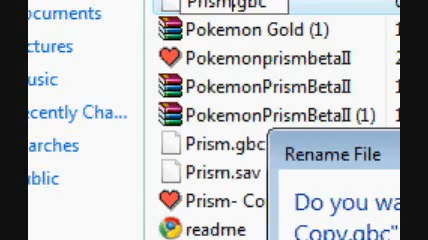 Prism.gbc
ocuments
Pokemon Gold (1)
ctures
PokemonprismbetaII
usic
PokemonPrismBetaII
ecently Cha...
PokemonPrismBetaII (1)
arches
Prism.gbc
Rename File
ublic
Prism.sav
Prism- Co
Do you wa
readme
Copy.gbc"